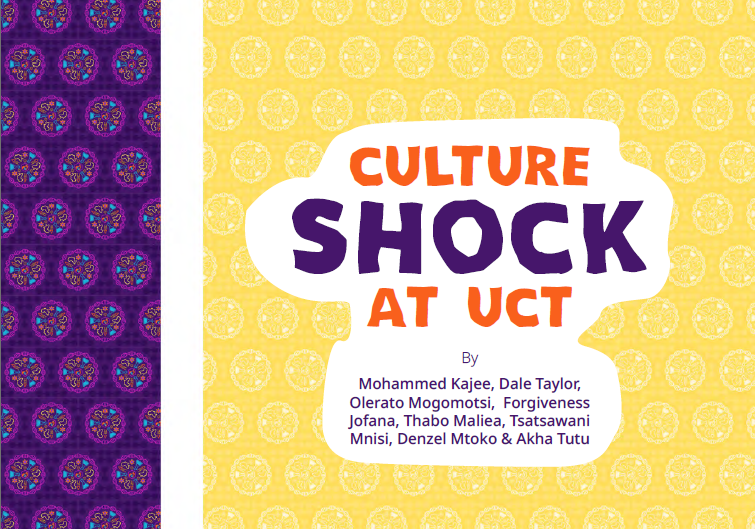 CULTURE
SHOCK
AT UCT
By
Mohammed Kajee, Dale Taylor,
Olerato Mogomotsi, Forgiveness
Jofana, Thabo Maliea, Tsatsawani
Mnisi, Denzel Mtoko & Akha Tutu